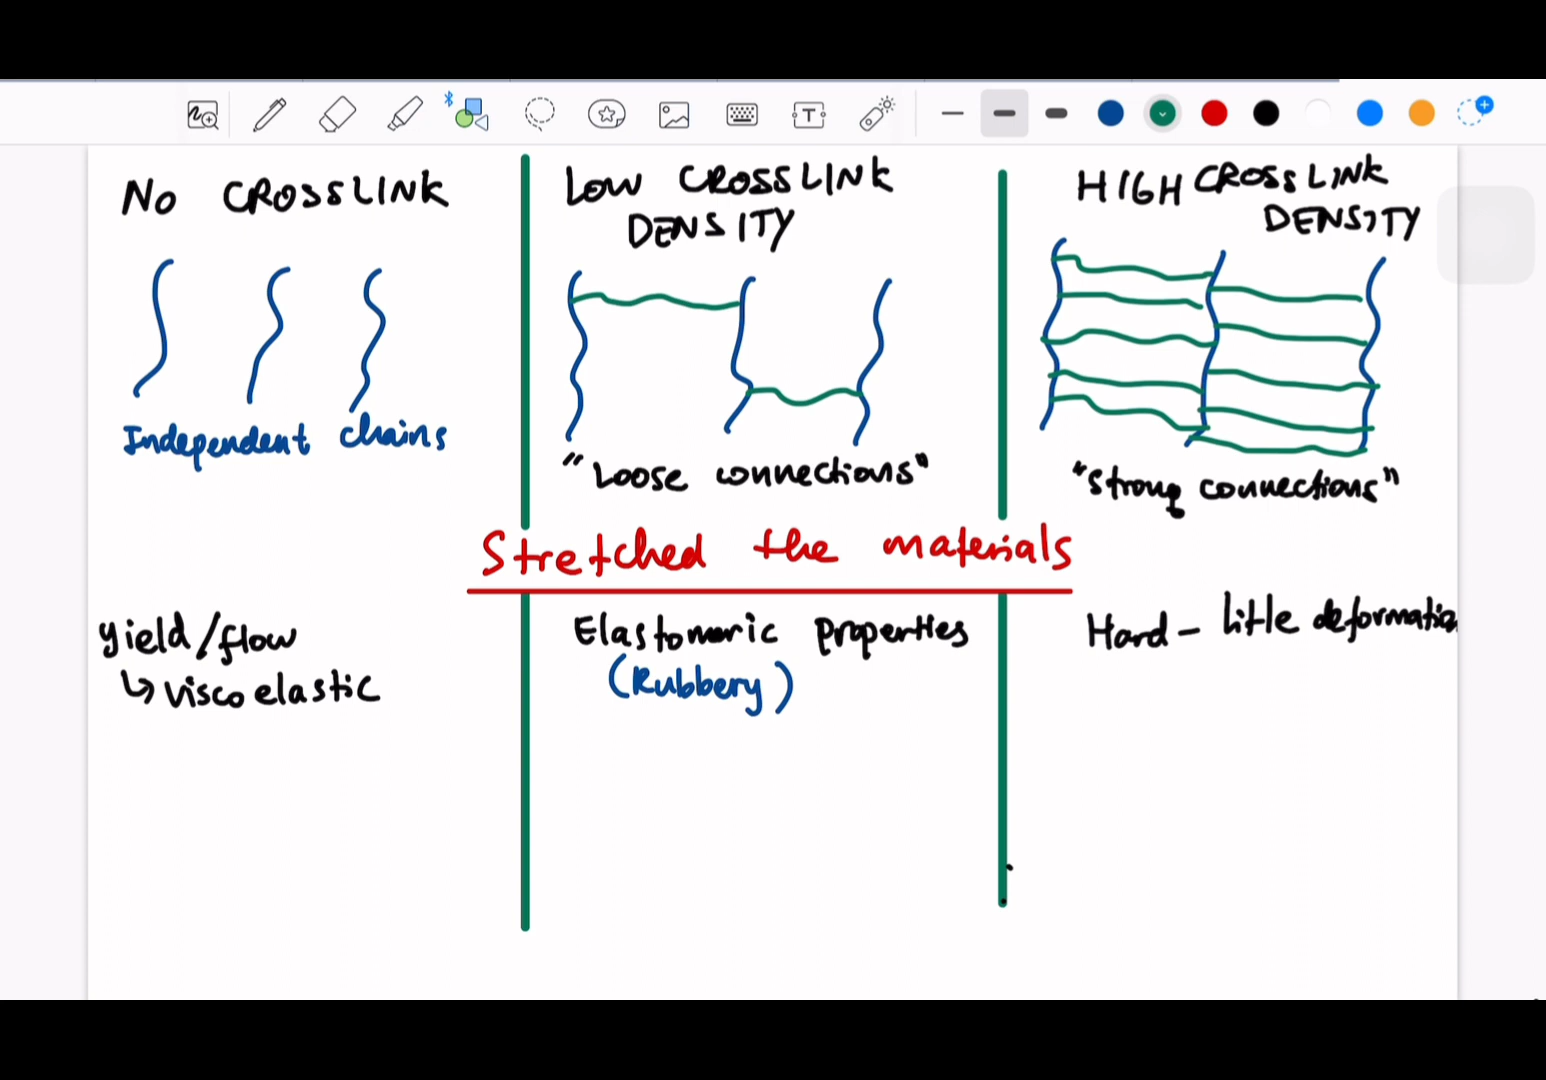 No CROSSLINK
LOW CROSSLINK
DENSITY
HIGH CROSSLINK
DENSITY
Independent chains
"Loose connections"
"Strong connections"
Stretched the materials
yield/flow
↳ viscoelastic
Elastomeric properties
(Rubbery)
Hard - little deformation